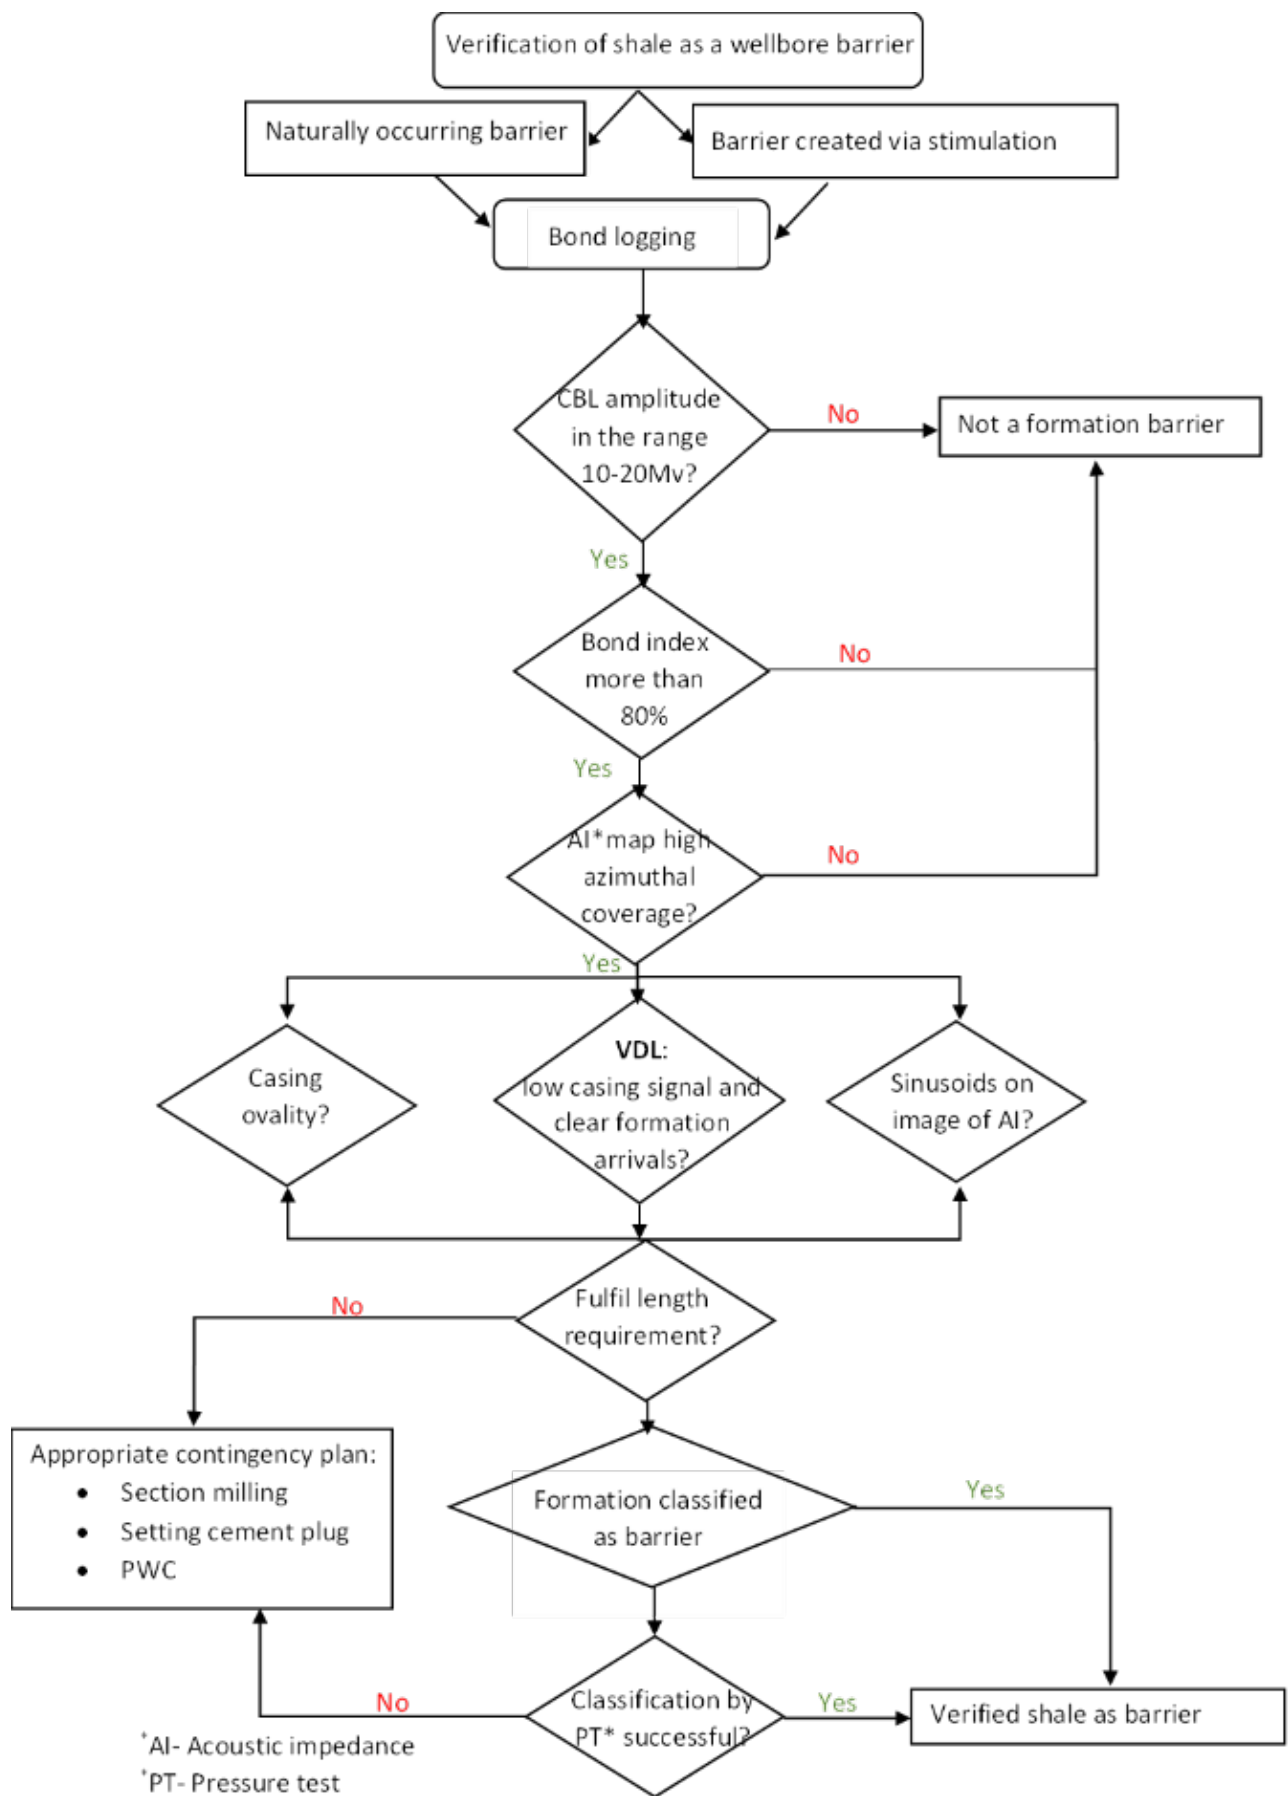 Verification of shale as a wellbore barrier
Naturally occurring barrier
Barrier created via stimulation
Bond logging
CBL amplitude
in the range
10-20Mv?
No
Not a formation barrier
Yes
Bond index
more than
80%
No
Yes
AI*map high
azimuthal
coverage?
No
Yes
Casing
ovality?
VDL:
low casing signal and
clear formation
arrivals?
Sinusoids on
image of AI?
Fulfil length
requirement?
No
Appropriate contingency plan:
• Section milling
• Setting cement plug
• PWC
Formation classified
as barrier
Yes
Classification by
PT* successful?
No
Yes
Verified shale as barrier
*AI- Acoustic impedance
*PT- Pressure test